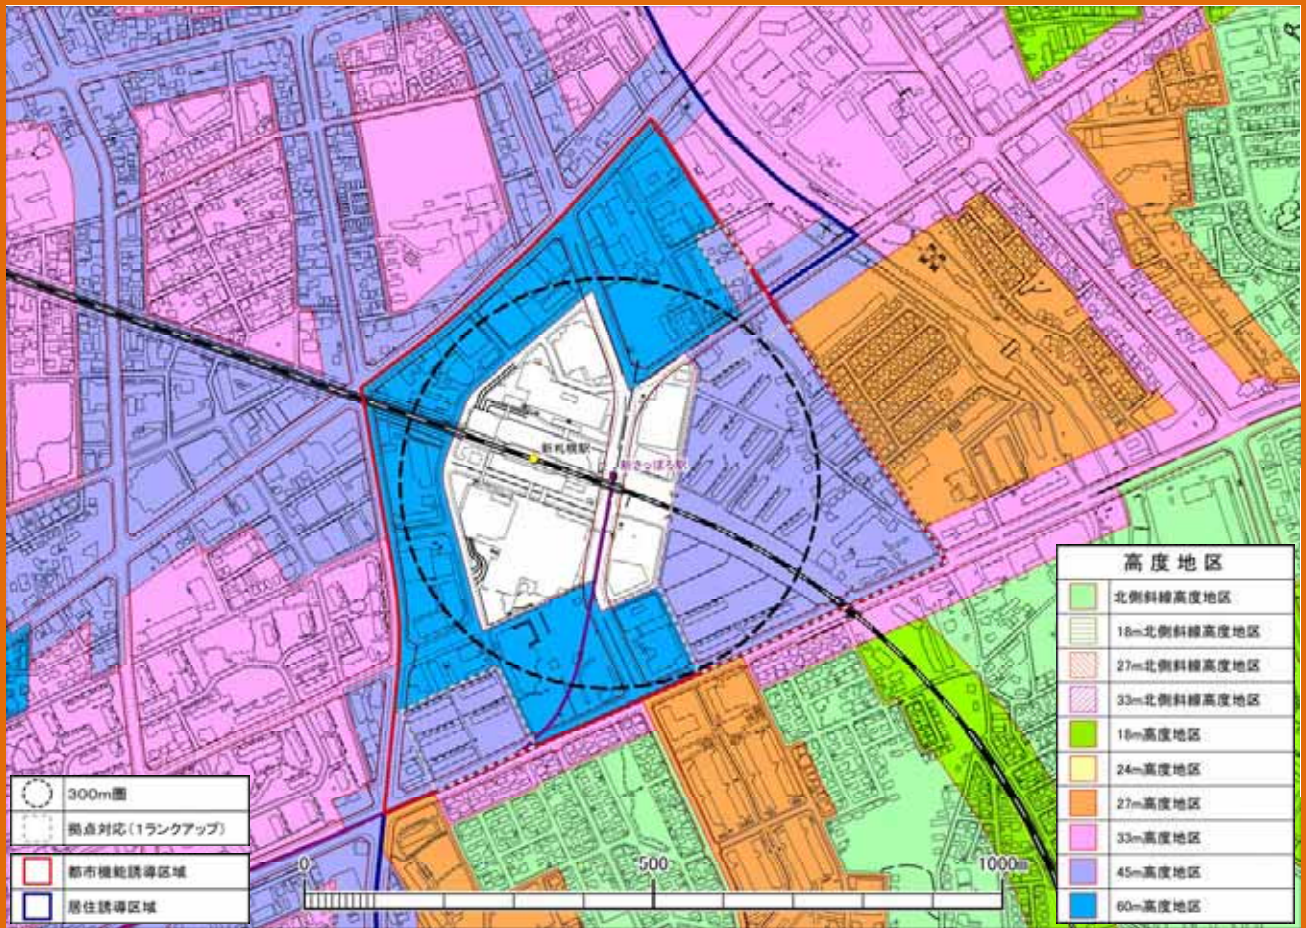 新札幌駅
新さっぽろ駅
高度地区
北側斜線高度地区
18m北側斜線高度地区
27m北側斜線高度地区
33m北側斜線高度地区
18m高度地区
24m高度地区
27m高度地区
33m高度地区
45m高度地区
60m高度地区
300m圏
拠点対応(1ランクアップ)
都市機能誘導区域
居住誘導区域
0 500 1000m